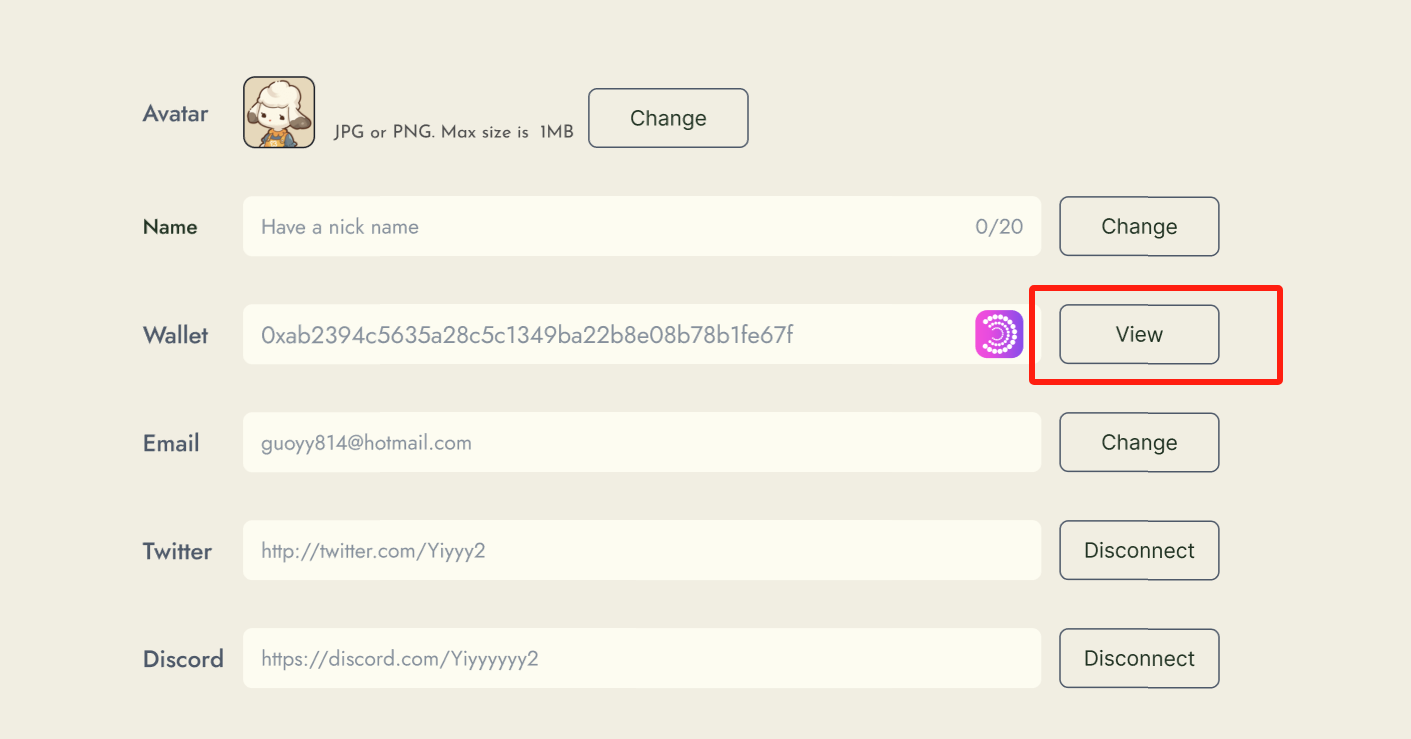 Avatar JPG or PNG. Max size is 1MB Change
Name Have a nick name 0/20 Change
Wallet 0xab2394c5635a28c5c1349ba22b8e08b78b1fe67f View
Email guoyy814@hotmail.com Change
Twitter http://twitter.com/Yiyyy2 Disconnect
Discord https://discord.com/Yiyyyyyy2 Disconnect